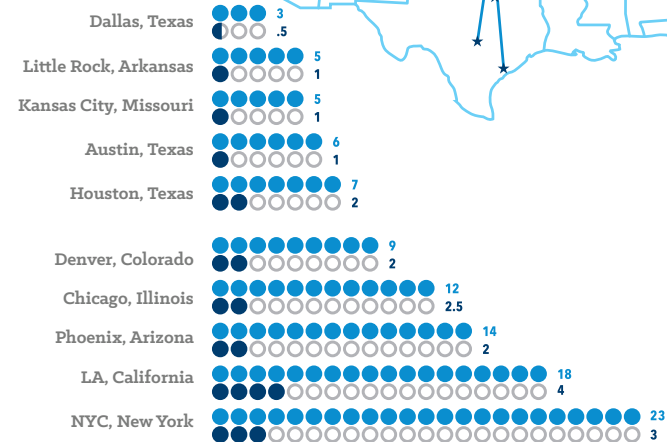 Dallas, Texas
3
.5
Little Rock, Arkansas
5
1
Kansas City, Missouri
5
1
Austin, Texas
6
1
Houston, Texas
7
2
Denver, Colorado
9
2
Chicago, Illinois
12
2.5
Phoenix, Arizona
14
2
LA, California
18
4
NYC, New York
23
3